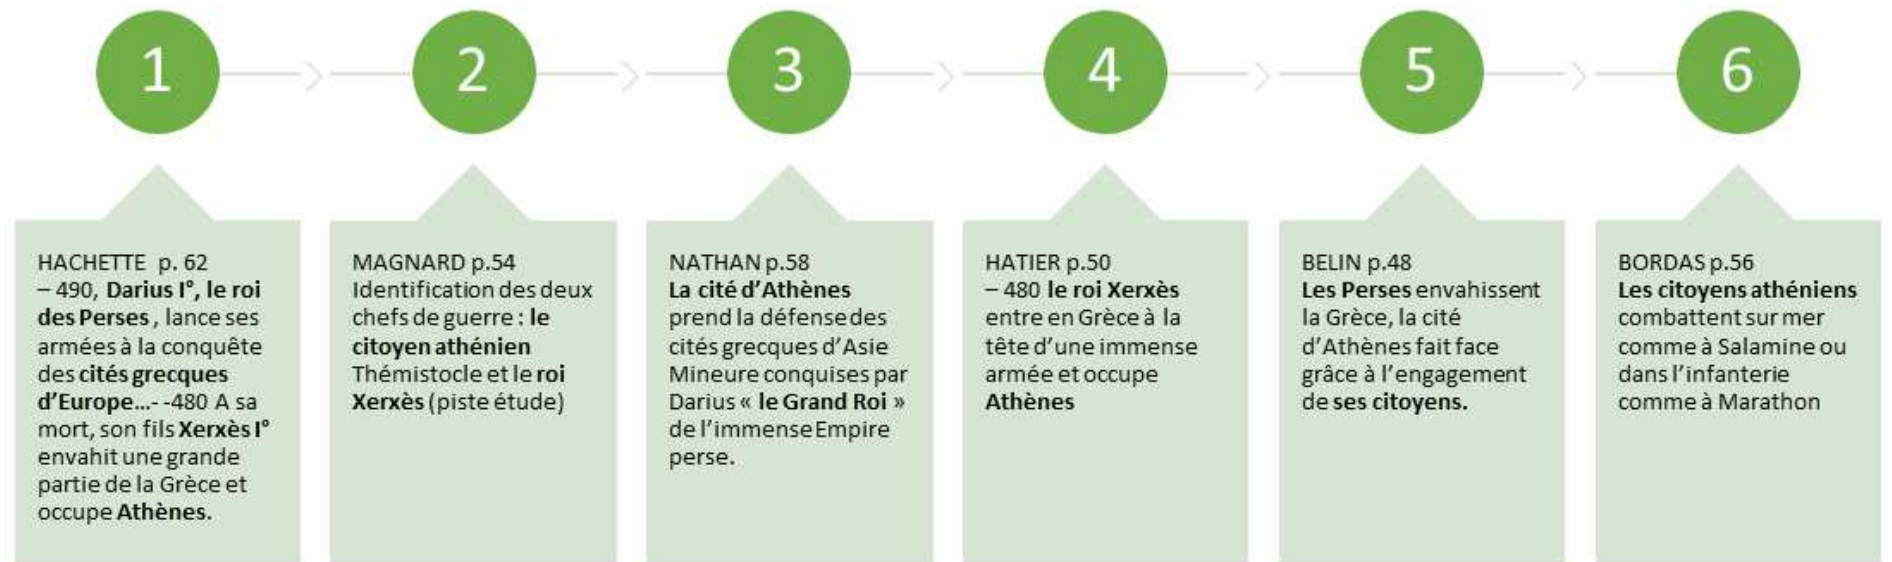 1
2
3
4
5
6
HACHETTE p. 62
– 490, Darius I°, le roi
des Perses , lance ses
armées à la conquête
des cités grecques
d’Europe…- -480 A sa
mort, son fils Xerxès I°
envahit une grande
partie de la Grèce et
occupe Athènes.
MAGNARD p.54
Identification des deux
chefs de guerre : le
citoyen athénien
Thémistocle et le roi
Xerxès (piste étude)
NATHAN p.58
La cité d’Athènes
prend la défense des
cités grecques d’Asie
Mineure conquises par
Darius « le Grand Roi »
de l’immense Empire
perse.
HATIER p.50
– 480 le roi Xerxès
entre en Grèce à la
tête d’une immense
armée et occupe
Athènes
BELIN p.48
Les Perses envahissent
la Grèce, la cité
d’Athènes fait face
grâce à l’engagement
de ses citoyens.
BORDAS p.56
Les citoyens athéniens
combattent sur mer
comme à Salamine ou
dans l’infanterie
comme à Marathon